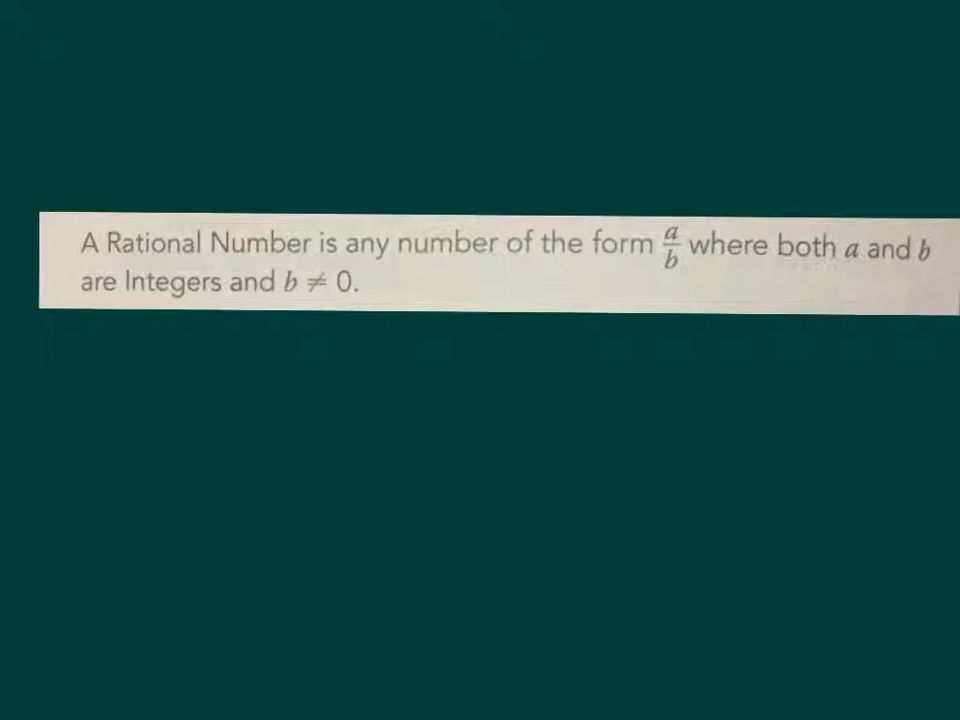 A Rational Number is any number of the form a/b where both a and b
are Integers and b ≠ 0.